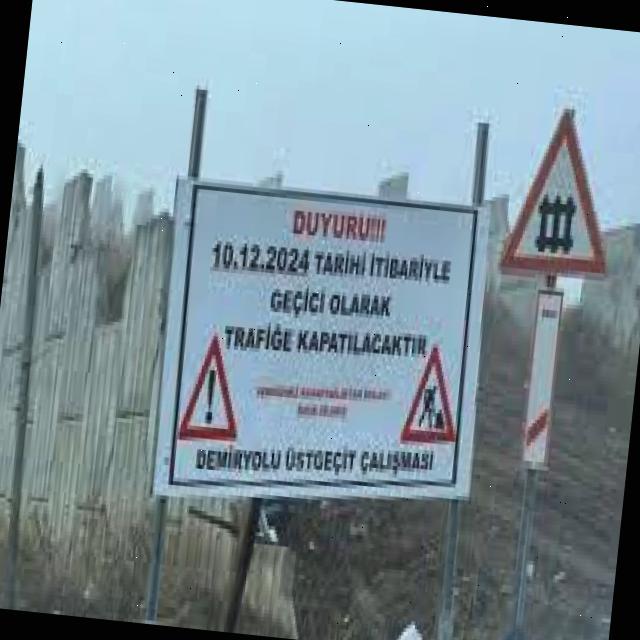 DUYURU!!!
10.12.2024 TARİHİ İTİBARİYLE
GEÇİCİ OLARAK
TRAFİĞE KAPATILACAKTIR
DEMİRYOLU ÜSTGEÇİT ÇALIŞMASI